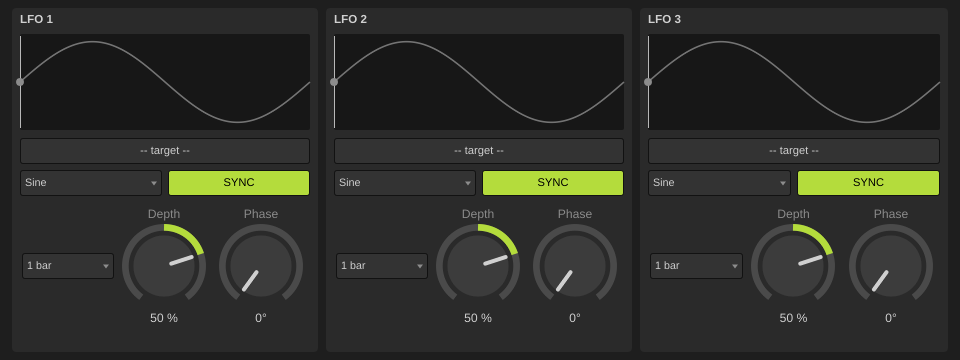 LFO 1
-- target --
Sine
SYNC
Depth
Phase
1 bar
50 %
0°
LFO 2
-- target --
Sine
SYNC
Depth
Phase
1 bar
50 %
0°
LFO 3
-- target --
Sine
SYNC
Depth
Phase
1 bar
50 %
0°